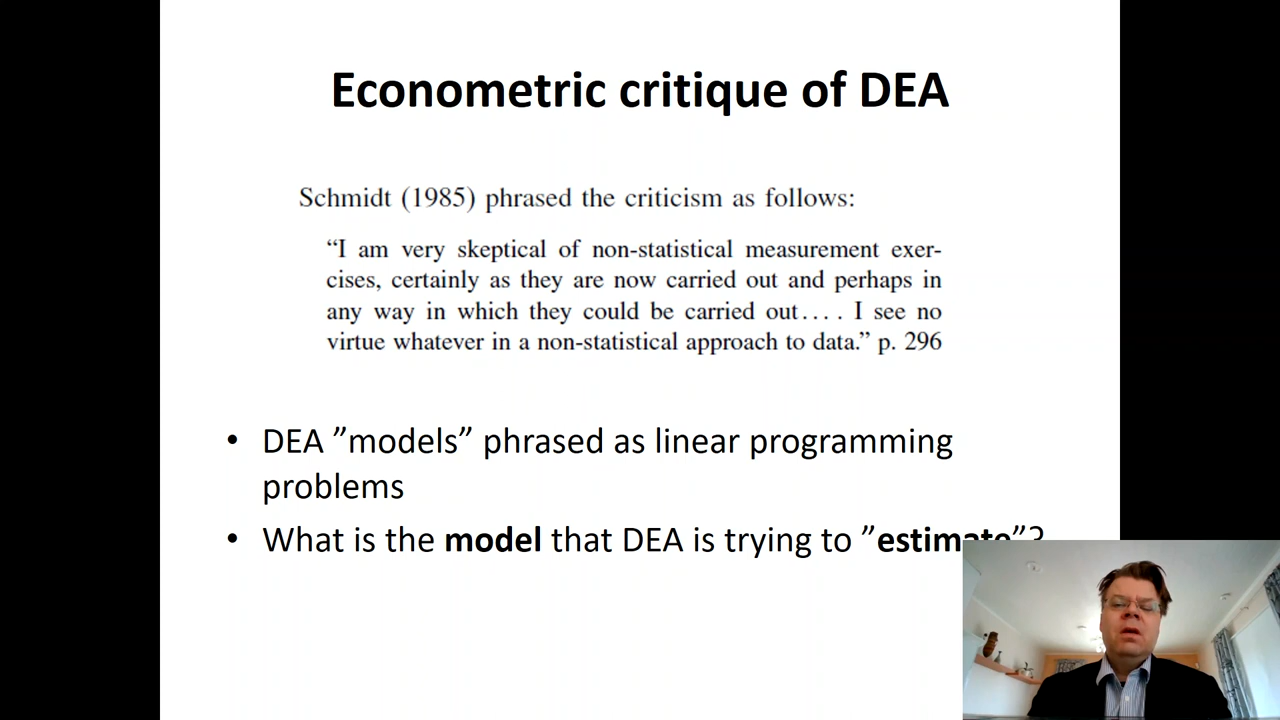 Econometric critique of DEA
Schmidt (1985) phrased the criticism as follows:
“I am very skeptical of non-statistical measurement exer-
cises, certainly as they are now carried out and perhaps in
any way in which they could be carried out.... I see no
virtue whatever in a non-statistical approach to data.” p. 296
• DEA ”models” phrased as linear programming
problems
• What is the model that DEA is trying to ”estimate”?